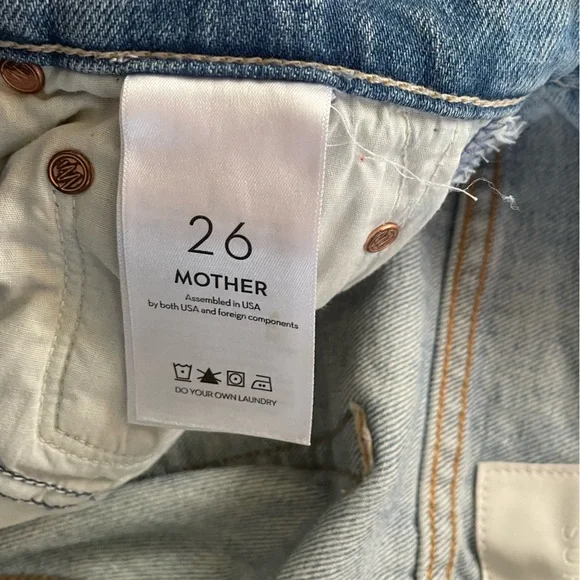 26
MOTHER
Assembled in USA
by both USA and foreign components
DO YOUR OWN LAUNDRY